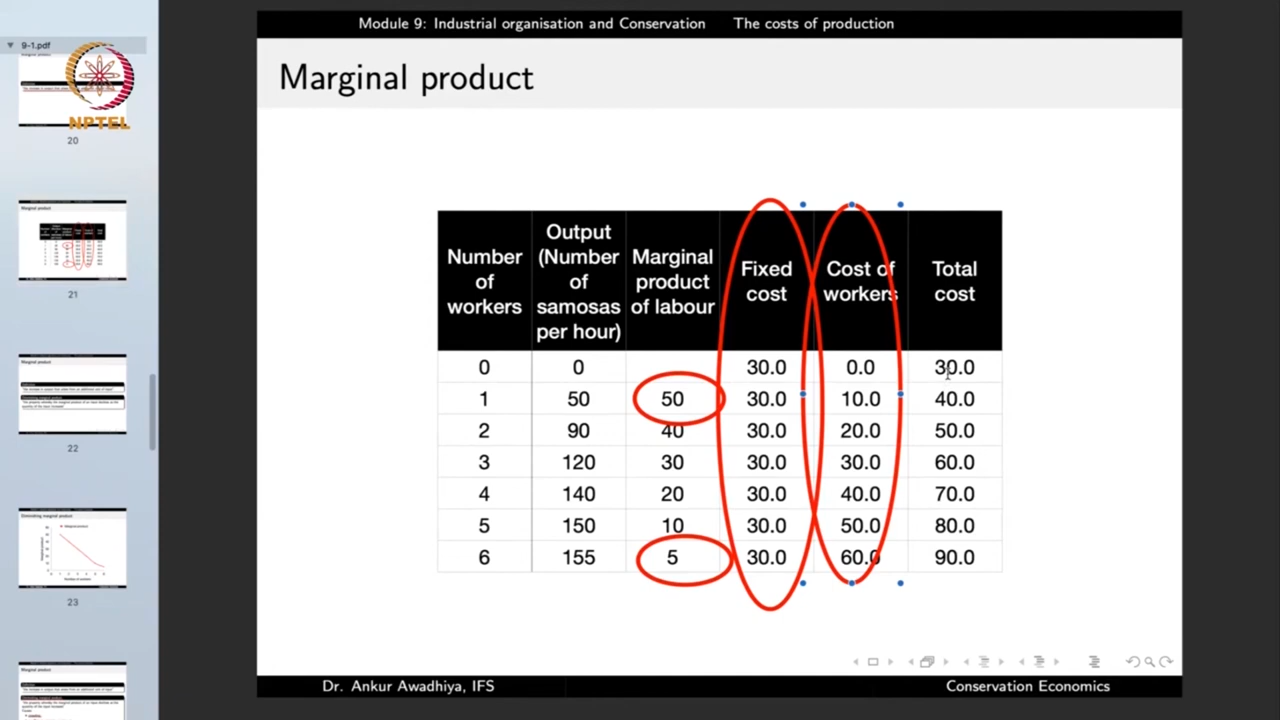 Module 9: Industrial organisation and Conservation The costs of production
9-1.pdf
NPTEL
20
21
22
23
Marginal product
Number of workers Output (Number of samosas per hour) Marginal product of labour Fixed cost Cost of workers Total cost
0 0 30.0 0.0 30.0
1 50 50 30.0 10.0 40.0
2 90 40 30.0 20.0 50.0
3 120 30 30.0 30.0 60.0
4 140 20 30.0 40.0 70.0
5 150 10 30.0 50.0 80.0
6 155 5 30.0 60.0 90.0
Dr. Ankur Awadhiya, IFS Conservation Economics